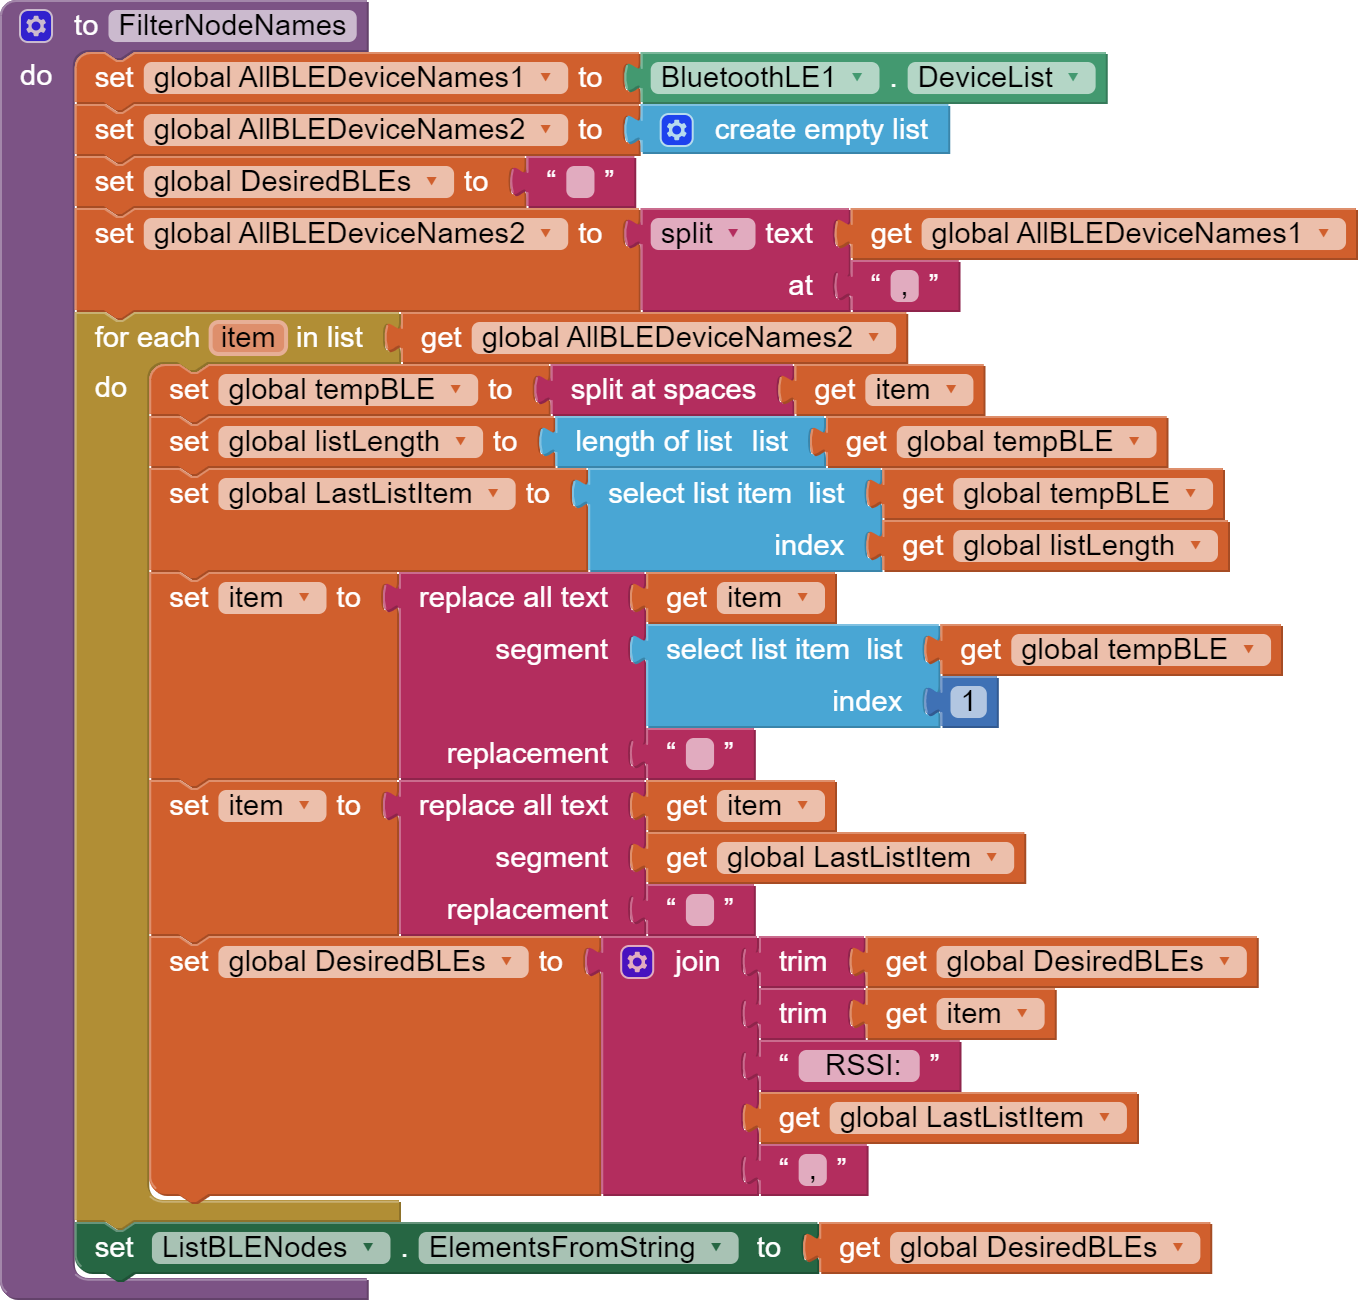 to FilterNodeNames
do set global AllBLEDeviceNames1 to BluetoothLE1 . DeviceList
set global AllBLEDeviceNames2 to create empty list
set global DesiredBLEs to “ ”
set global AllBLEDeviceNames2 to split text get global AllBLEDeviceNames1
at “ , ”
for each item in list get global AllBLEDeviceNames2
do set global tempBLE to split at spaces get item
set global listLength to length of list list get global tempBLE
set global LastListItem to select list item list get global tempBLE
index get global listLength
set item to replace all text get item
segment select list item list get global tempBLE
index 1
replacement “ ”
set item to replace all text get item
segment get global LastListItem
replacement “ ”
set global DesiredBLEs to join trim get global DesiredBLEs
trim get item
“ RSSI: ”
get global LastListItem
“ , ”
set ListBLENodes . ElementsFromString to get global DesiredBLEs